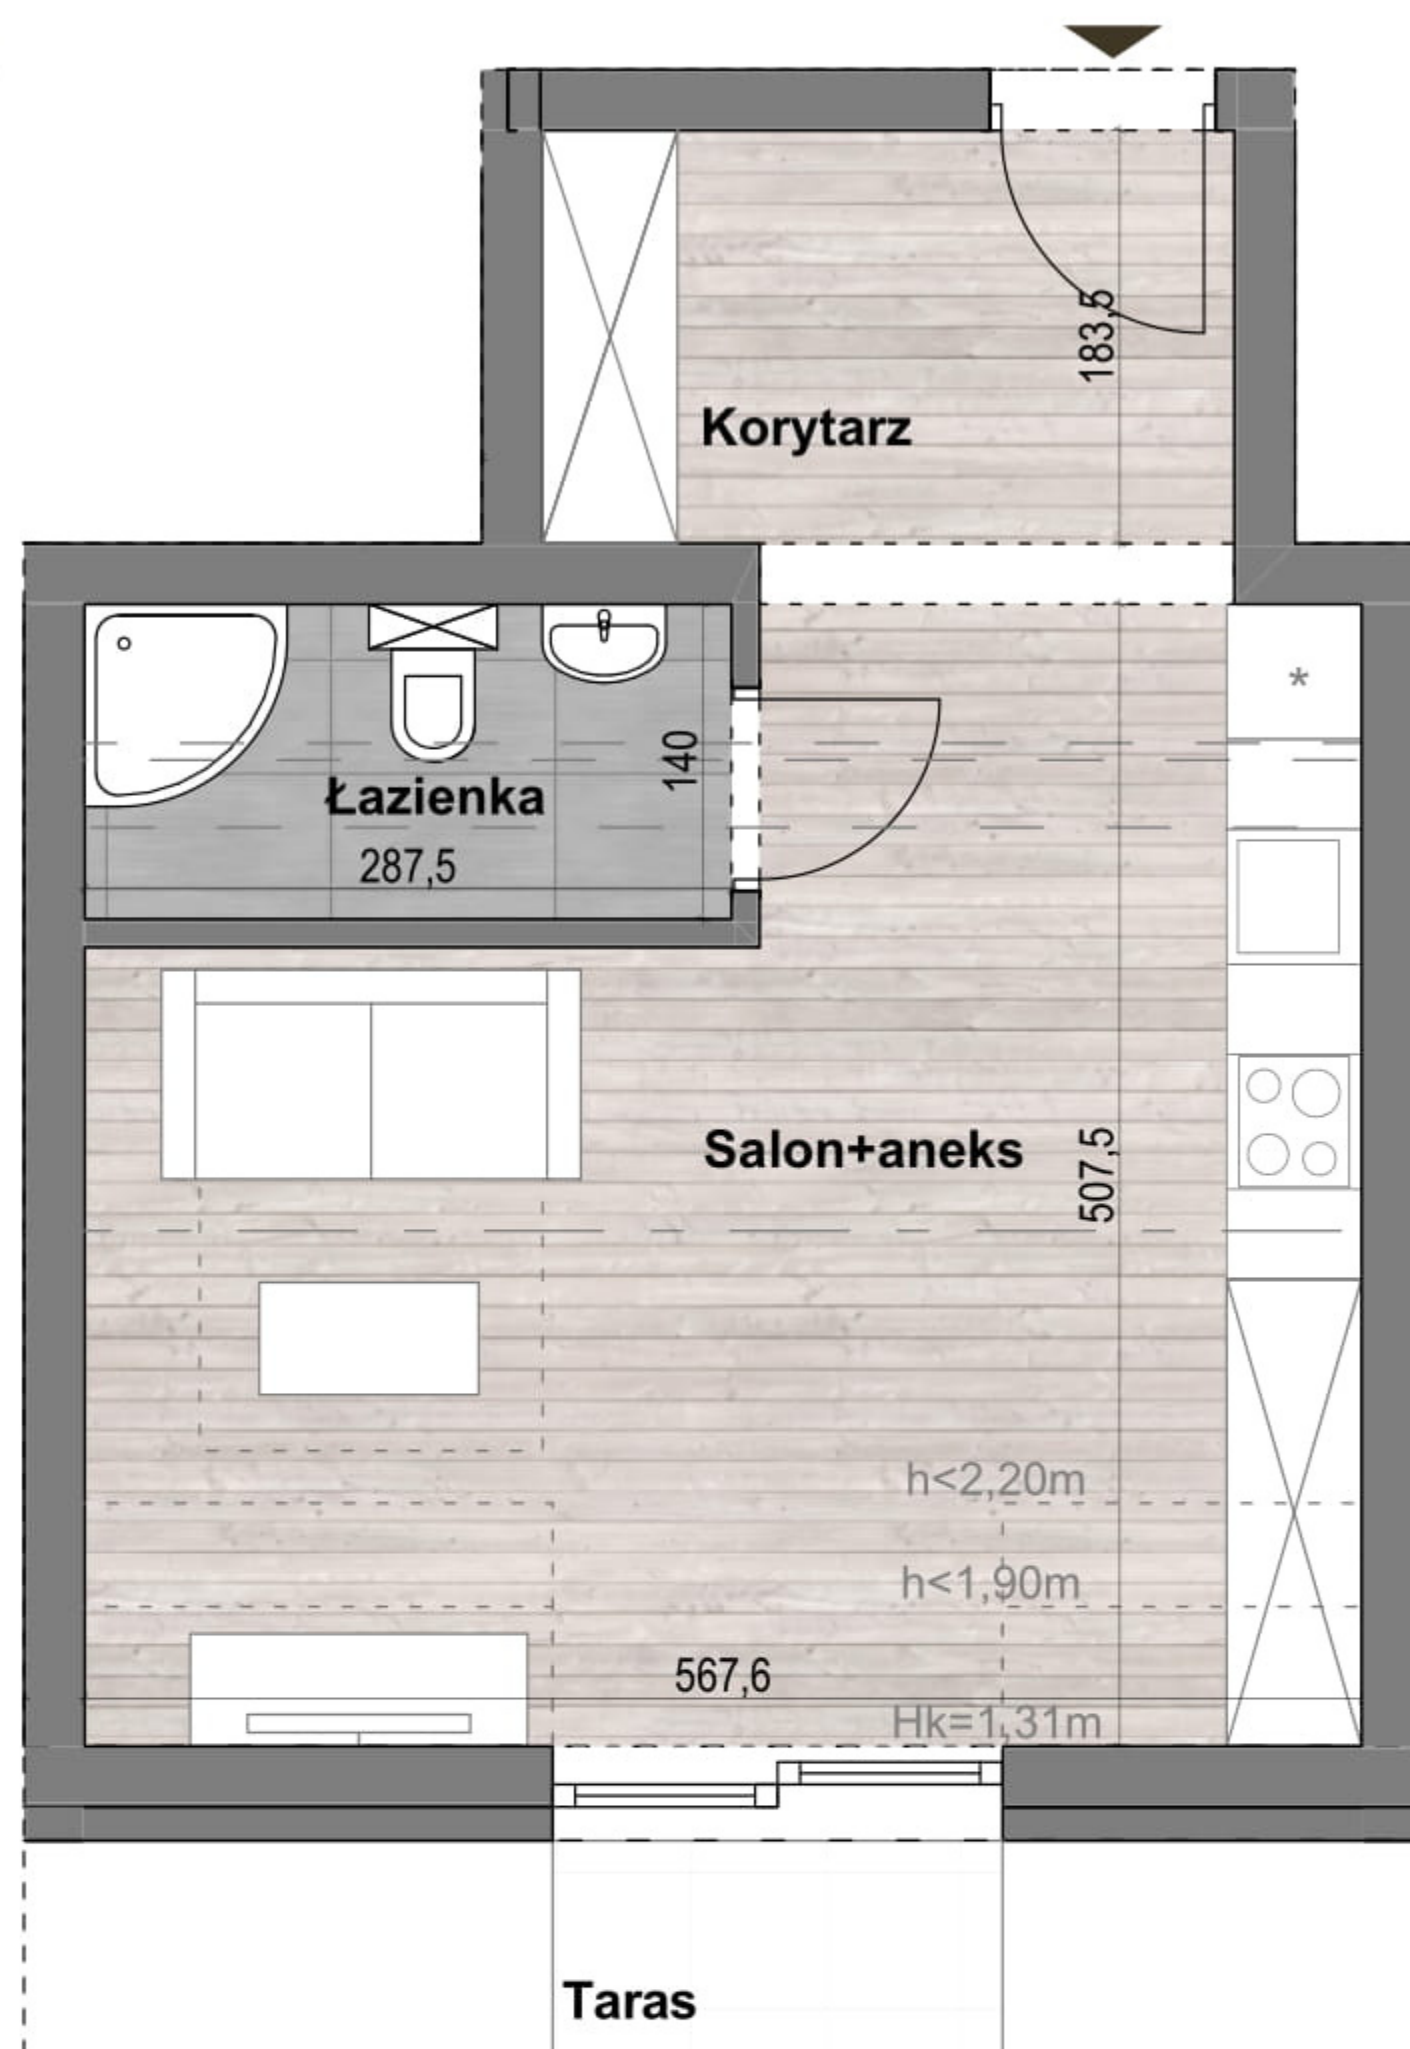 183,5
Korytarz
*
140
Łazienka
287,5
Salon+aneks
507,5
h<2,20m
h<1,90m
567,6
Hk=1,31m
Taras